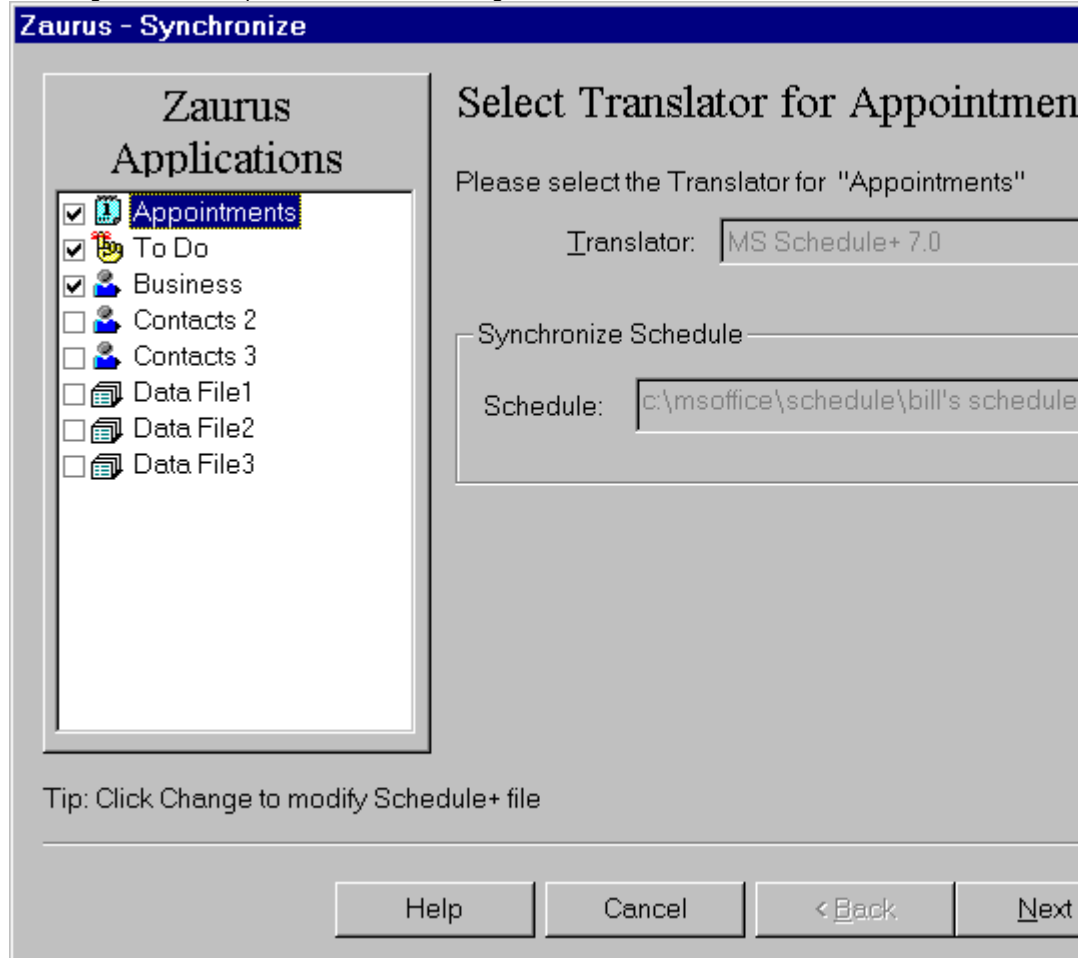 Zaurus - Synchronize
Zaurus
Applications
Appointments
To Do
Business
Contacts 2
Contacts 3
Data File1
Data File2
Data File3
Select Translator for Appointmen
Please select the Translator for "Appointments"
Translator: MS Schedule+ 7.0
Synchronize Schedule
Schedule: c:\msoffice\schedule\bill's schedule
Tip: Click Change to modify Schedule+ file
Help Cancel < Back Next